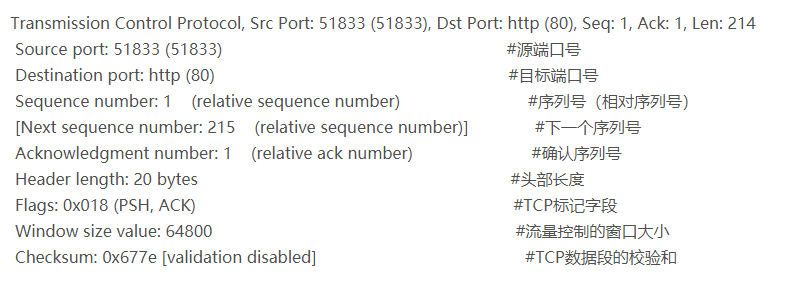 Transmission Control Protocol, Src Port: 51833 (51833), Dst Port: http (80), Seq: 1, Ack: 1, Len: 214
Source port: 51833 (51833) #源端口号
Destination port: http (80) #目标端口号
Sequence number: 1 (relative sequence number) #序列号（相对序列号）
[Next sequence number: 215 (relative sequence number)] #下一个序列号
Acknowledgment number: 1 (relative ack number) #确认序列号
Header length: 20 bytes #头部长度
Flags: 0x018 (PSH, ACK) #TCP标记字段
Window size value: 64800 #流量控制的窗口大小
Checksum: 0x677e [validation disabled] #TCP数据段的校验和